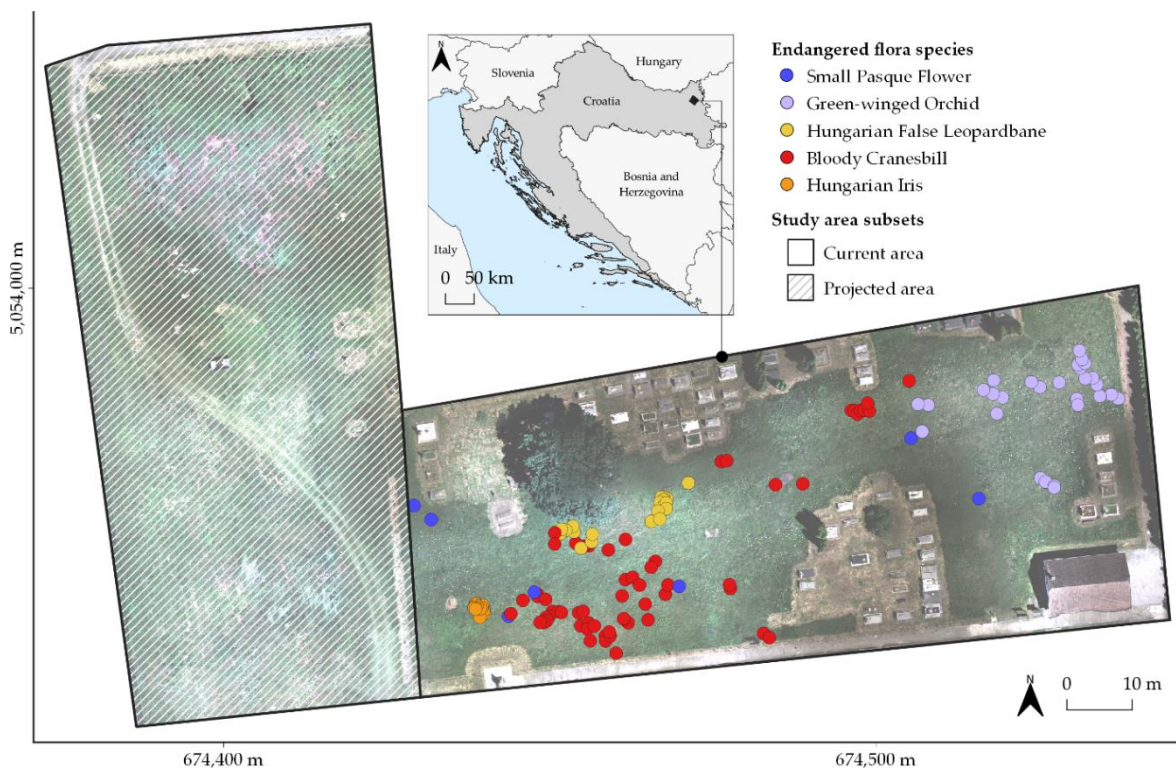 N
Slovenia
Hungary
Croatia
Bosnia and
Herzegovina
Italy
0 50 km
Endangered flora species
Small Pasque Flower
Green-winged Orchid
Hungarian False Leopardbane
Bloody Cranesbill
Hungarian Iris
Study area subsets
Current area
Projected area
5,054,000 m
N
0 10 m
674,400 m
674,500 m